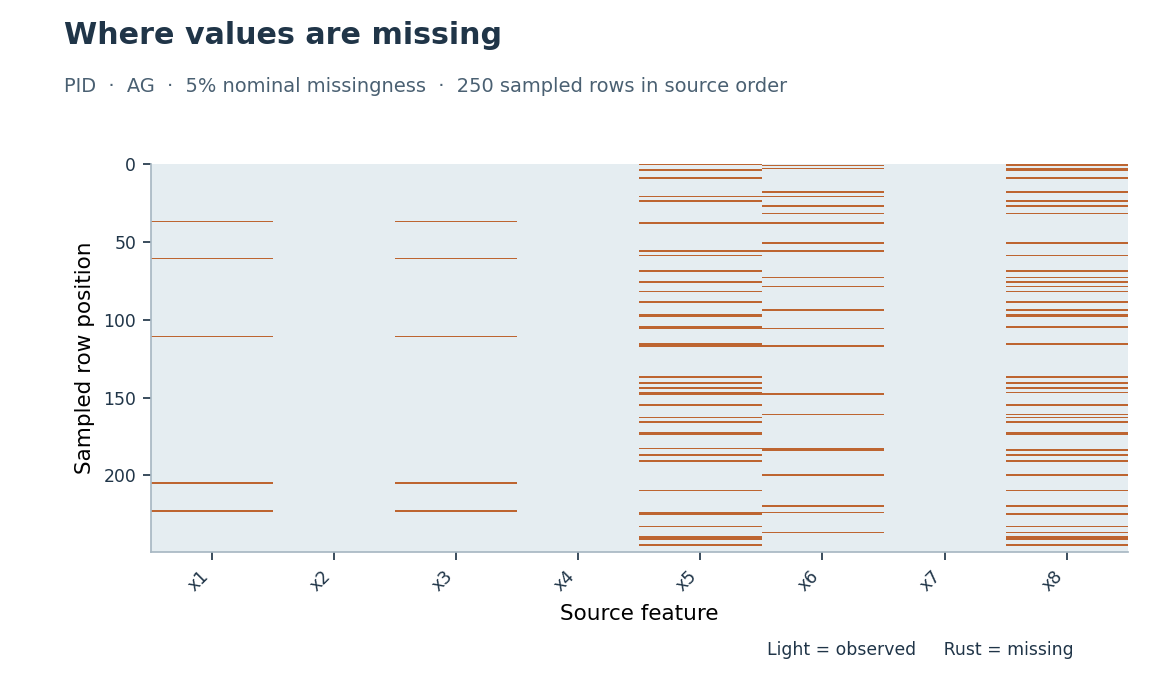 Where values are missing
PID · AG · 5% nominal missingness · 250 sampled rows in source order
0
50
100
150
200
Sampled row position
x1
x2
x3
x4
x5
x6
x7
x8
Source feature
Light = observed Rust = missing